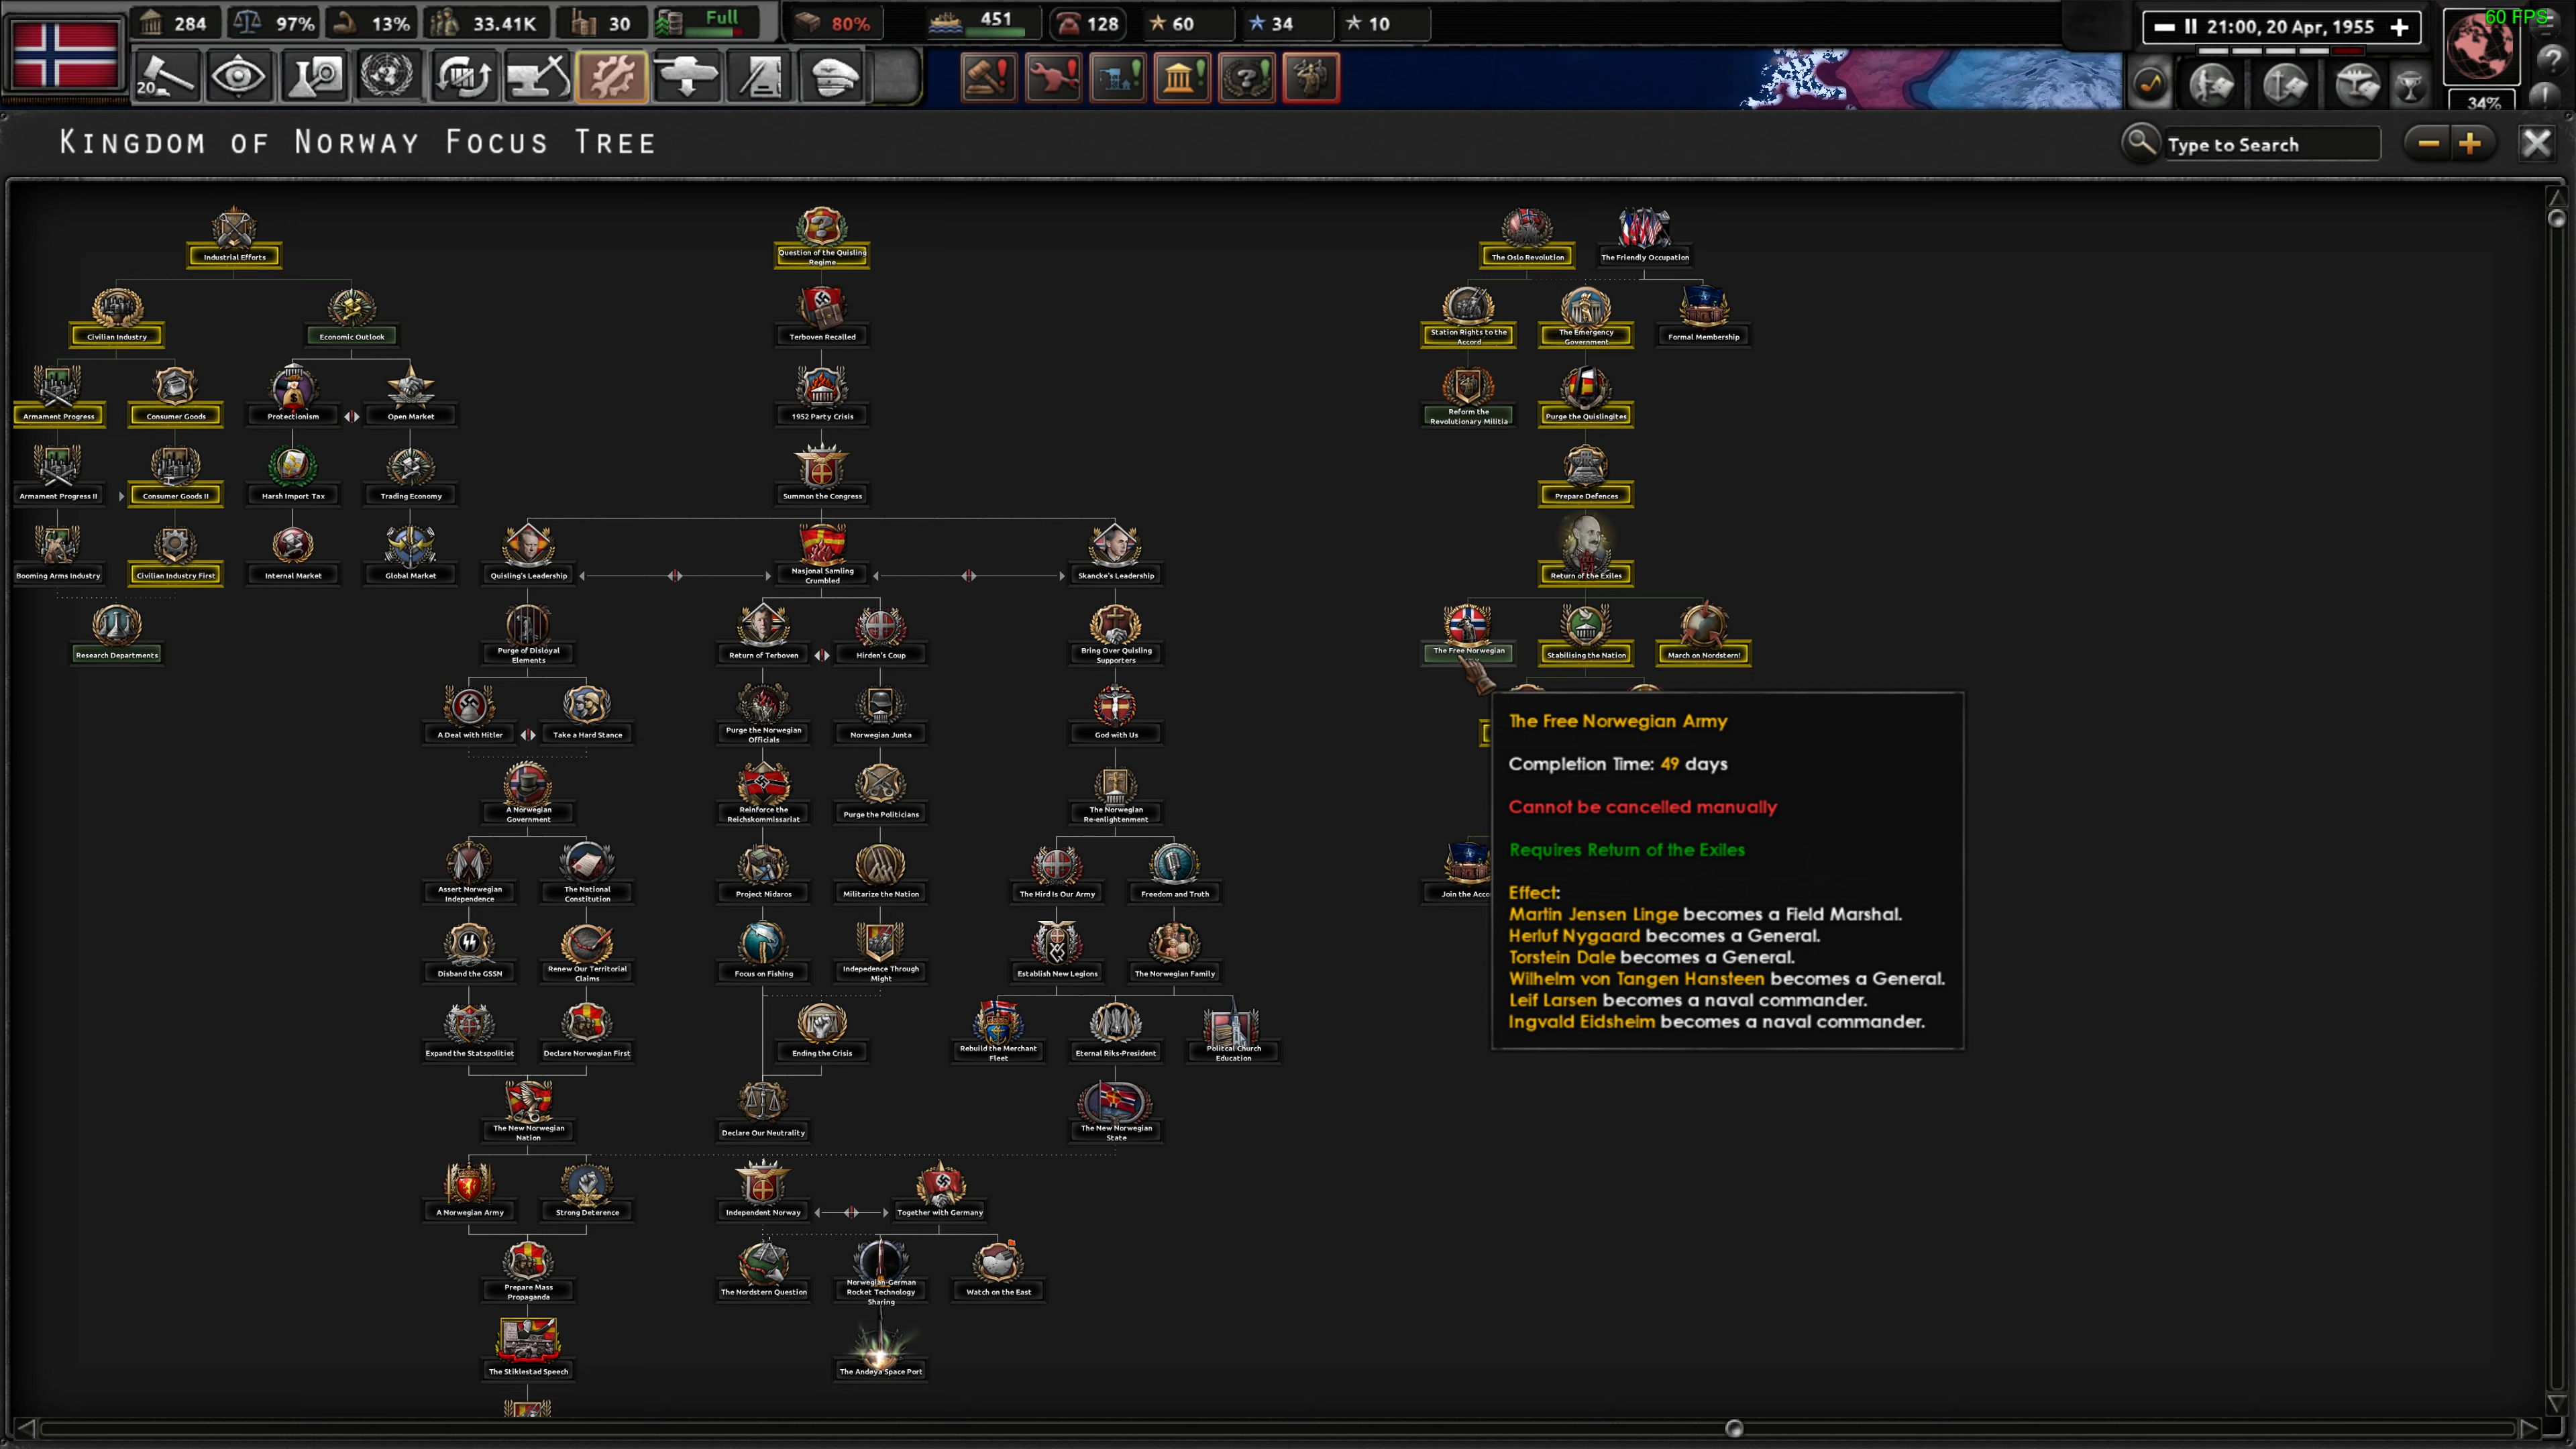 284
97%
13%
33.41K
30
Full
80%
451
128
60
34
10
21:00, 20 Apr, 1955
60 FPS
20
34%
Kingdom of Norway Focus Tree
Type to Search
Industrial Efforts
Question of the Quisling
Regime
The Oslo Revolution
The Friendly Occupation
Civilian Industry
Economic Outlook
Terboven Recalled
Station Rights to the
Accord
The Emergency
Government
Formal Membership
Armament Progress
Consumer Goods
Protectionism
Open Market
1952 Party Crisis
Reform the
Revolutionary Militia
Purge the Quislingites
Armament Progress II
Consumer Goods II
Harsh Import Tax
Trading Economy
Summon the Congress
Prepare Defences
Booming Arms Industry
Civilian Industry First
Internal Market
Global Market
Quisling's Leadership
Nasjonal Samling
Crumbled
Skancke's Leadership
Return of the Exiles
Research Departments
Purge of Disloyal
Elements
Return of Terboven
Hirden's Coup
Bring Over Quisling
Supporters
The Free Norwegian
Stabilising the Nation
March on Nordstern!
A Deal with Hitler
Take a Hard Stance
Purge the Norwegian
Officials
Norwegian Junta
God with Us
A Norwegian
Government
Reinforce the
Reichskommissariat
Purge the Politicians
The Norwegian
Re-enlightenment
Assert Norwegian
Independence
The National
Constitution
Project Nidaros
Militarize the Nation
The Hird Is Our Army
Freedom and Truth
Join the Acco
Disband the GSSN
Renew Our Territorial
Claims
Focus on Fishing
Indepedence Through
Might
Establish New Legions
The Norwegian Family
Expand the Statspolitiet
Declare Norwegian First
Ending the Crisis
Rebuild the Merchant
Fleet
Eternal Riks-President
Politcal Church
Education
The New Norwegian
Nation
Declare Our Neutrality
The New Norwegian
State
A Norwegian Army
Strong Deterence
Independent Norway
Together with Germany
Prepare Mass
Propaganda
The Nordstern Question
Norwegian-German
Rocket Technology
Sharing
Watch on the East
The Stiklestad Speech
The Andøya Space Port
The Free Norwegian Army
Completion Time: 49 days
Cannot be cancelled manually
Requires Return of the Exiles
Effect:
Martin Jensen Linge becomes a Field Marshal.
Herluf Nygaard becomes a General.
Torstein Dale becomes a General.
Wilhelm von Tangen Hansteen becomes a General.
Leif Larsen becomes a naval commander.
Ingvald Eidsheim becomes a naval commander.